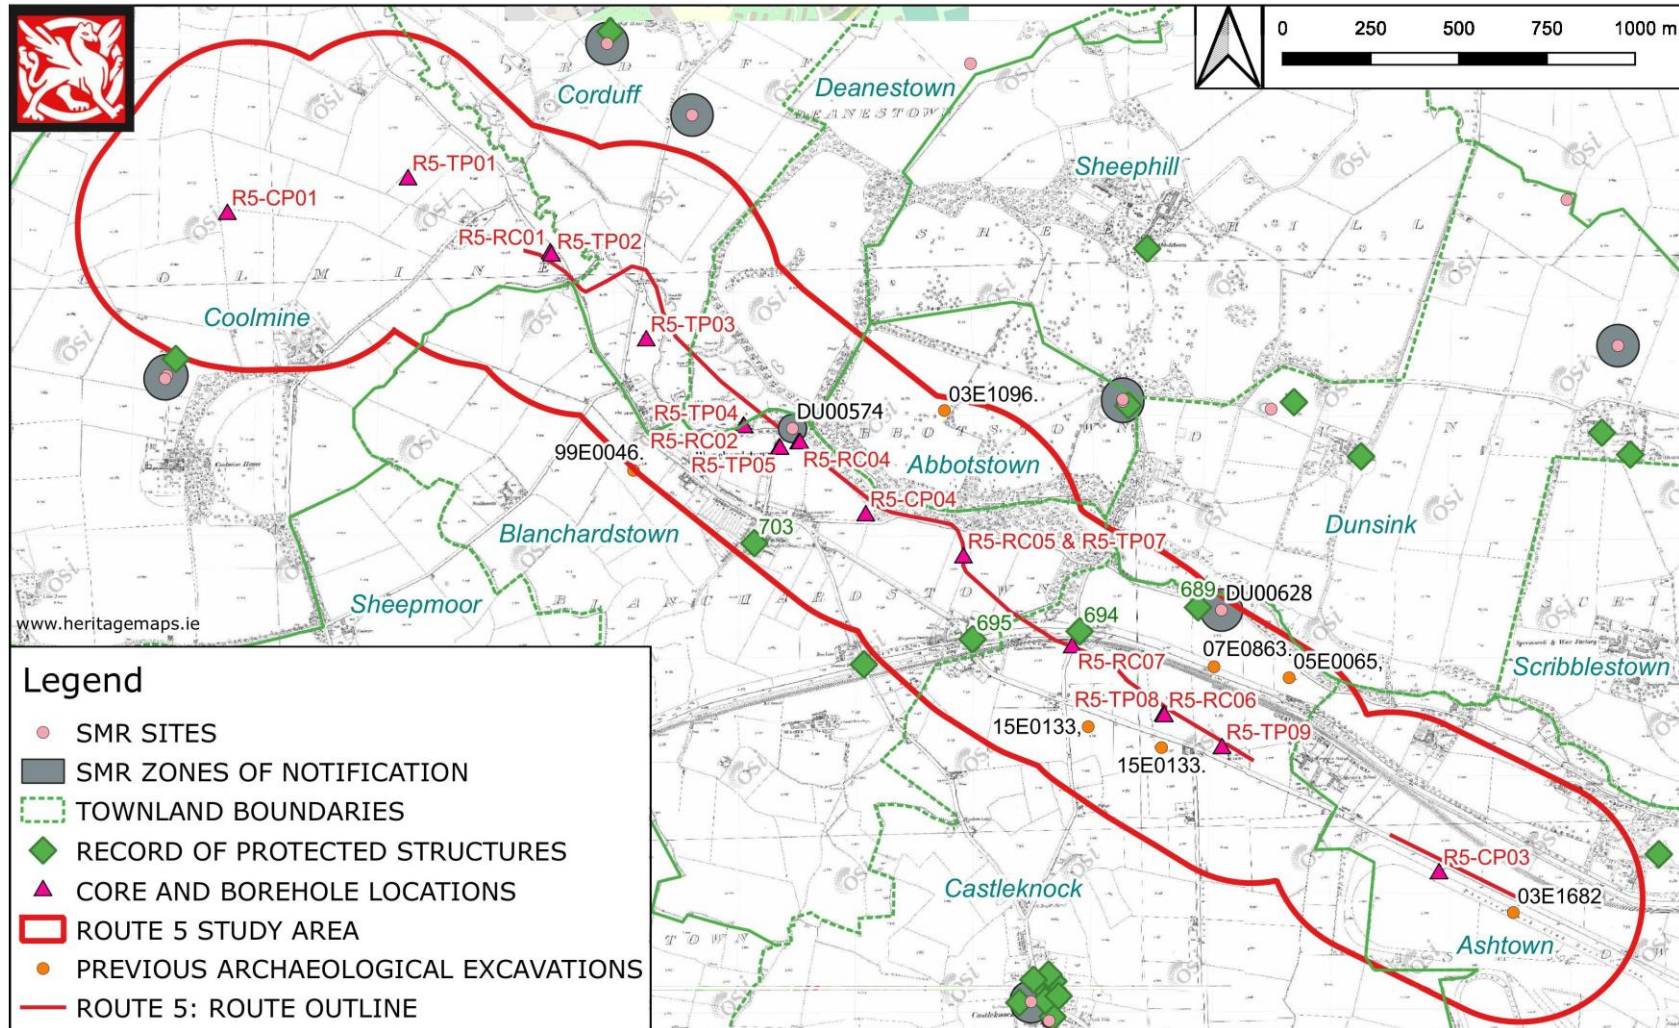 0 250 500 750 1000 m
Corduff
Deanestown
DEANESTOWN
Sheephill
R5-TP01
R5-CP01
R5-RC01
R5-TP02
Coolmine
R5-TP03
03E1096.
R5-TP04
DU00574
R5-RC02
99E0046.
R5-TP05
R5-RC04
Abbotstown
R5-CP04
Blanchardstown
703
Dunsink
R5-RC05 & R5-TP07
Sheepmoor
BLANCHARDSTOWN
689
DU00628
694
695
www.heritagemaps.ie
07E0863.
05E0065,
R5-RC07
Scribblestown
R5-TP08
R5-RC06
15E0133,
R5-TP09
15E0133.
R5-CP03
Castleknock
03E1682
Ashtown
Legend
SMR SITES
SMR ZONES OF NOTIFICATION
TOWNLAND BOUNDARIES
RECORD OF PROTECTED STRUCTURES
CORE AND BOREHOLE LOCATIONS
ROUTE 5 STUDY AREA
PREVIOUS ARCHAEOLOGICAL EXCAVATIONS
ROUTE 5: ROUTE OUTLINE